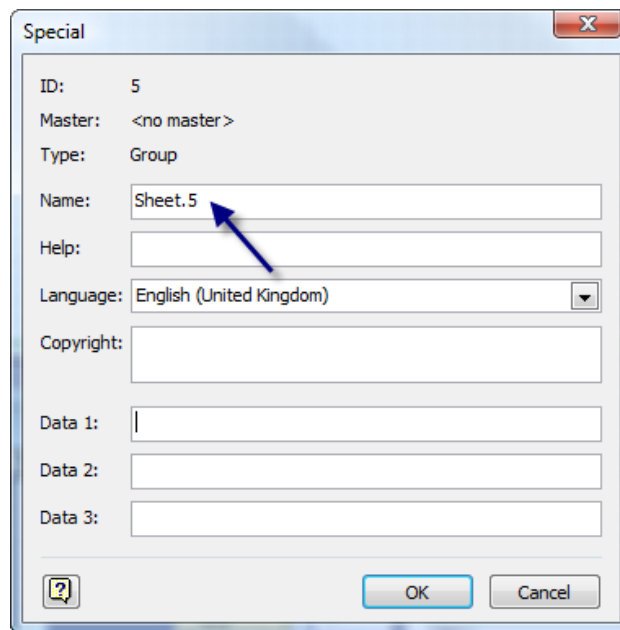 Special
ID: 5
Master: <no master>
Type: Group
Name: Sheet.5
Help:
Language: English (United Kingdom)
Copyright:
Data 1:
Data 2:
Data 3:
OK Cancel